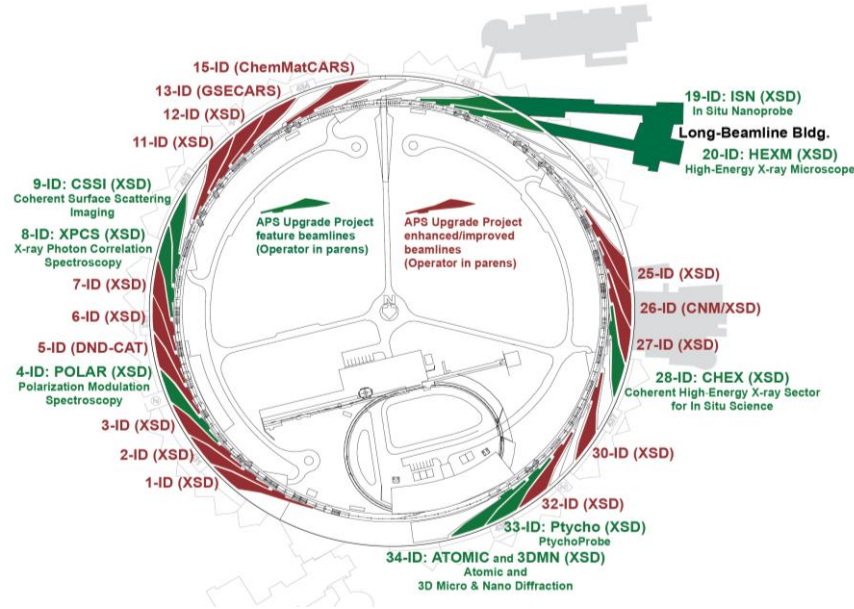 15-ID (ChemMatCARS)
13-ID (GSECARS)
12-ID (XSD)
11-ID (XSD)
19-ID: ISN (XSD)
In Situ Nanoprobe
Long-Beamline Bldg.
20-ID: HEXM (XSD)
High-Energy X-ray Microscope
9-ID: CSSI (XSD)
Coherent Surface Scattering
Imaging
8-ID: XPCS (XSD)
X-ray Photon Correlation
Spectroscopy
7-ID (XSD)
6-ID (XSD)
5-ID (DND-CAT)
4-ID: POLAR (XSD)
Polarization Modulation
Spectroscopy
3-ID (XSD)
2-ID (XSD)
1-ID (XSD)
APS Upgrade Project
feature beamlines
(Operator in parens)
APS Upgrade Project
enhanced/improved
beamlines
(Operator in parens)
N
25-ID (XSD)
26-ID (CNM/XSD)
27-ID (XSD)
28-ID: CHEX (XSD)
Coherent High-Energy X-ray Sector
for In Situ Science
30-ID (XSD)
32-ID (XSD)
33-ID: Ptycho (XSD)
PtychoProbe
34-ID: ATOMIC and 3DMN (XSD)
Atomic and
3D Micro & Nano Diffraction